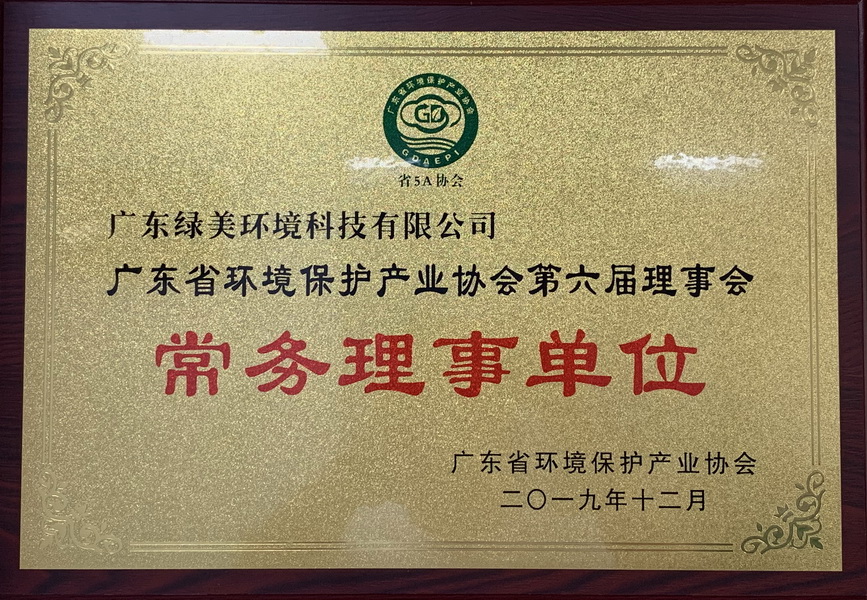 广东省环境保护产业协会
GDAEPI
省5A协会
广东绿美环境科技有限公司
广东省环境保护产业协会第六届理事会
常务理事单位
广东省环境保护产业协会
二〇一九年十二月